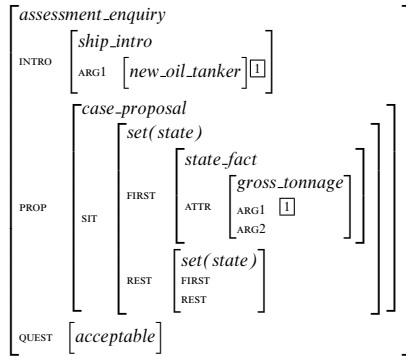 assessment_enquiry
INTRO
ship_intro
ARG1 new_oil_tanker 1
PROP
case_proposal
SIT
set(state)
FIRST
state_fact
ATTR
gross_tonnage
ARG1 1
ARG2
REST
set(state)
FIRST
REST
QUEST acceptable